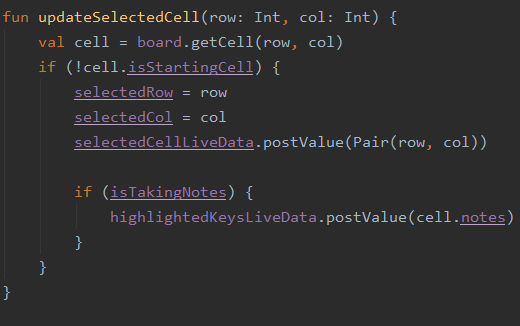 fun updateSelectedCell(row: Int, col: Int) {
    val cell = board.getCell(row, col)
    if (!cell.isStartingCell) {
        selectedRow = row
        selectedCol = col
        selectedCellLiveData.postValue(Pair(row, col))

        if (isTakingNotes) {
            highlightedKeysLiveData.postValue(cell.notes)
        }
    }
}